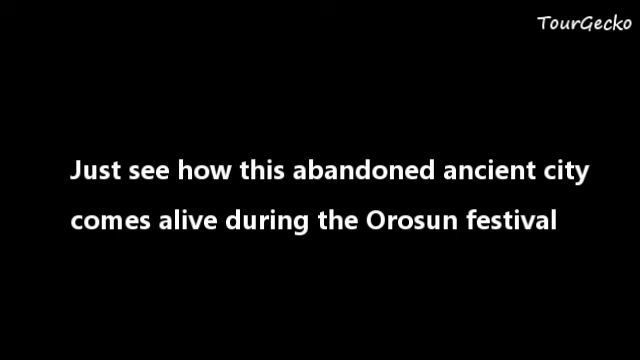 TourGecko
Just see how this abandoned ancient city
comes alive during the Orosun festival